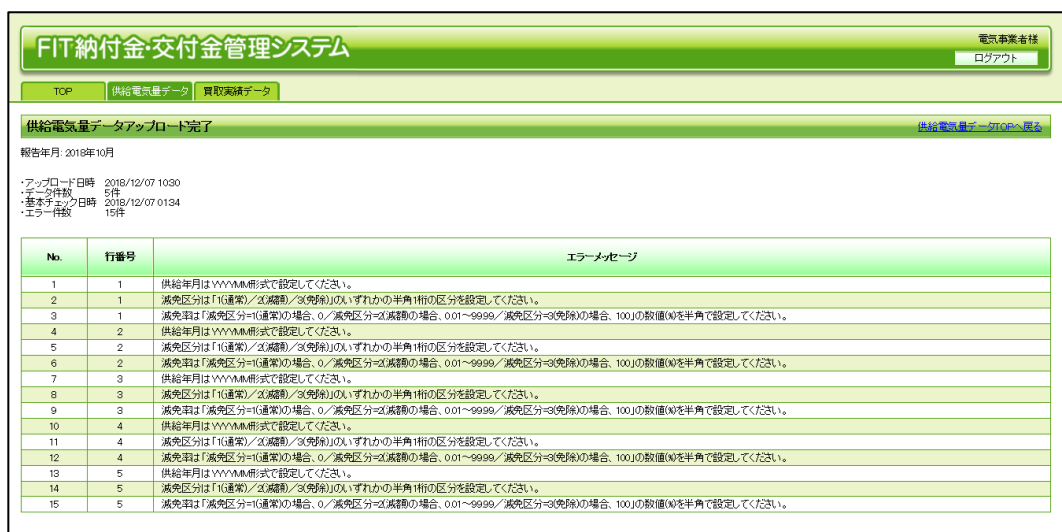 FIT納付金・交付金管理システム
電気事業者様
ログアウト
TOP 供給電気量データ 買取実績データ
供給電気量データアップロード完了 供給電気量データTOPへ戻る
報告年月: 2018年10月
・アップロード日時 2018/12/07 1030
・データ件数 5件
・基本チェック日時 2018/12/07 0134
・エラー件数 15件
No. 行番号 エラーメッセージ
1 1 供給年月はYYYYMM形式で設定してください。
2 1 減免区分は「1(通常)／2(減額)／3(免除)」のいずれかの半角1桁の区分を設定してください。
3 1 減免率は「減免区分=1(通常)の場合、0／減免区分=2(減額)の場合、0.01～99.99／減免区分=3(免除)の場合、100」の数値(%)を半角で設定してください。
4 2 供給年月はYYYYMM形式で設定してください。
5 2 減免区分は「1(通常)／2(減額)／3(免除)」のいずれかの半角1桁の区分を設定してください。
6 2 減免率は「減免区分=1(通常)の場合、0／減免区分=2(減額)の場合、0.01～99.99／減免区分=3(免除)の場合、100」の数値(%)を半角で設定してください。
7 3 供給年月はYYYYMM形式で設定してください。
8 3 減免区分は「1(通常)／2(減額)／3(免除)」のいずれかの半角1桁の区分を設定してください。
9 3 減免率は「減免区分=1(通常)の場合、0／減免区分=2(減額)の場合、0.01～99.99／減免区分=3(免除)の場合、100」の数値(%)を半角で設定してください。
10 4 供給年月はYYYYMM形式で設定してください。
11 4 減免区分は「1(通常)／2(減額)／3(免除)」のいずれかの半角1桁の区分を設定してください。
12 4 減免率は「減免区分=1(通常)の場合、0／減免区分=2(減額)の場合、0.01～99.99／減免区分=3(免除)の場合、100」の数値(%)を半角で設定してください。
13 5 供給年月はYYYYMM形式で設定してください。
14 5 減免区分は「1(通常)／2(減額)／3(免除)」のいずれかの半角1桁の区分を設定してください。
15 5 減免率は「減免区分=1(通常)の場合、0／減免区分=2(減額)の場合、0.01～99.99／減免区分=3(免除)の場合、100」の数値(%)を半角で設定してください。